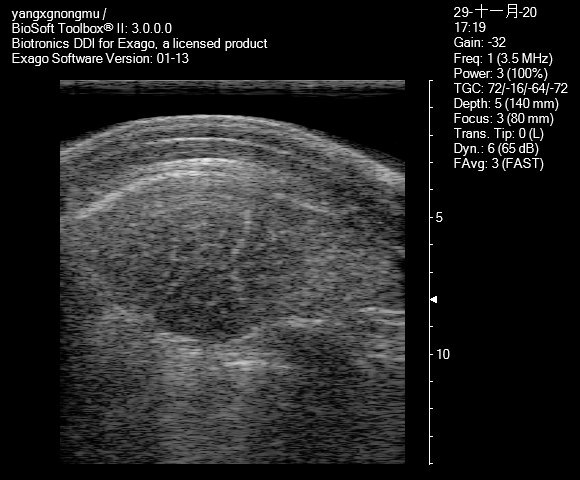 yangxgnongmu /
BioSoft Toolbox® II: 3.0.0.0
Biotronics DDI for Exago, a licensed product
Exago Software Version: 01-13
29-十一月-20
17:19
Gain: -32
Freq: 1 (3.5 MHz)
Power: 3 (100%)
TGC: 72/-16/-64/-72
Depth: 5 (140 mm)
Focus: 3 (80 mm)
Trans. Tip: 0 (L)
Dyn.: 6 (65 dB)
FAvg: 3 (FAST)
5
10